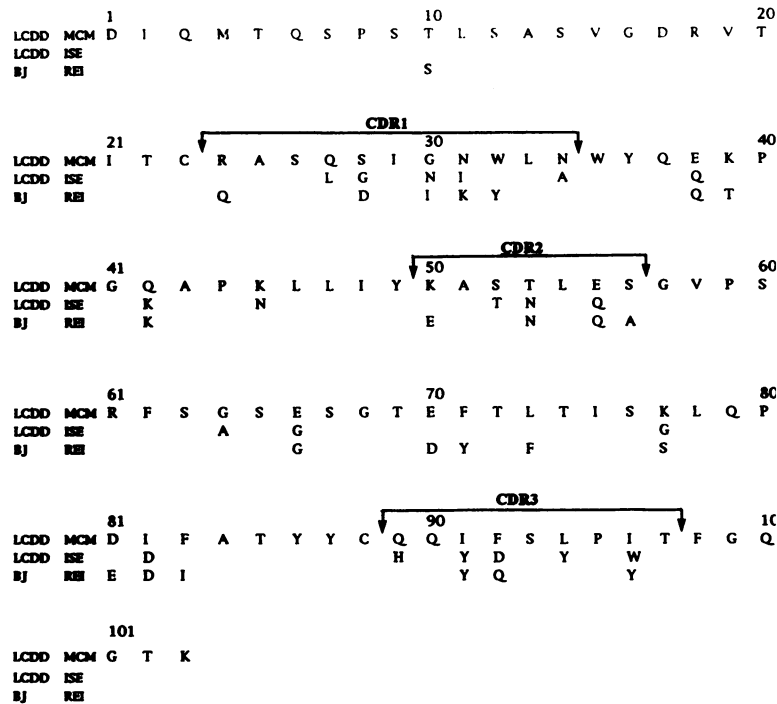 1 10 20
LCDD MCM D I Q M T Q S P S T L S A S V G D R V T
LCDD ISE
BJ REI S
CDR1
21 30 40
LCDD MCM I T C R A S Q S I G N W L N W Y Q E K P
LCDD ISE L G N I A Q
BJ REI Q D I K Y Q T
CDR2
41 50 60
LCDD MCM G Q A P K L L I Y K A S T L E S G V P S
LCDD ISE K N T N Q
BJ REI K E N Q A
61 70 80
LCDD MCM R F S G S E S G T E F T L T I S K L Q P
LCDD ISE A G G
BJ REI G D Y F S
CDR3
81 90 10
LCDD MCM D I F A T Y Y C Q Q I F S L P I T F G Q
LCDD ISE D H Y D Y W
BJ REI E D I Y Q Y
101
LCDD MCM G T K
LCDD ISE
BJ REI